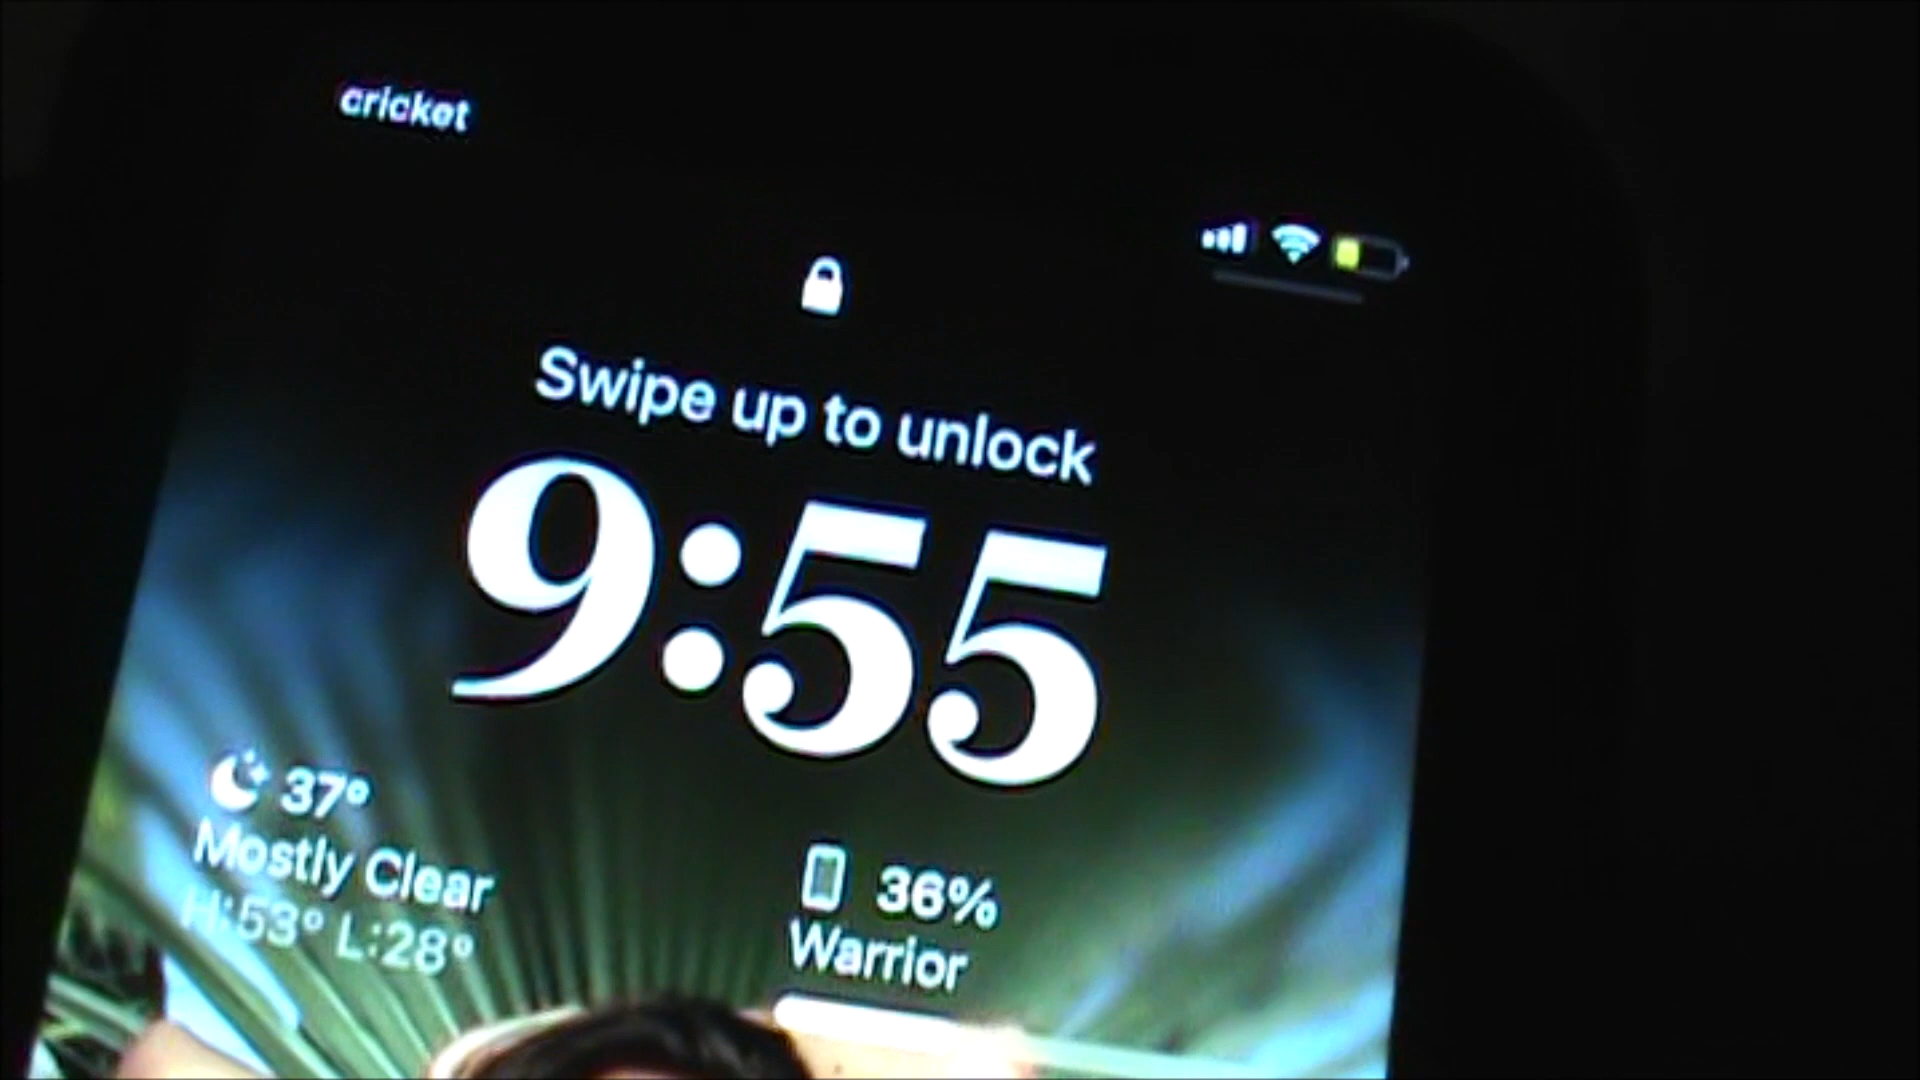 cricket
Swipe up to unlock
9:55
37°
Mostly Clear
H:53° L:28°
36%
Warrior